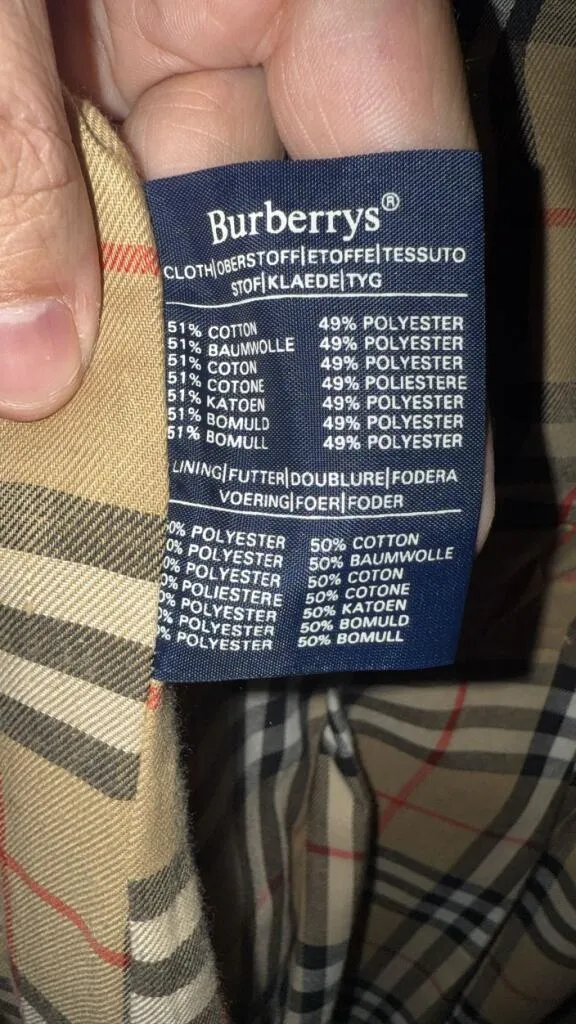 Burberrys®
CLOTH|OBERSTOFF|ETOFFE|TESSUTO
STOF|KLAEDE|TYG
51% COTTON 49% POLYESTER
51% BAUMWOLLE 49% POLYESTER
51% COTON 49% POLYESTER
51% COTONE 49% POLIESTERE
51% KATOEN 49% POLYESTER
51% BOMULD 49% POLYESTER
51% BOMULL 49% POLYESTER
LINING|FUTTER|DOUBLURE|FODERA
VOERING|FOER|FODER
0% POLYESTER 50% COTTON
0% POLYESTER 50% BAUMWOLLE
0% POLYESTER 50% COTON
0% POLIESTERE 50% COTONE
% POLYESTER 50% KATOEN
% POLYESTER 50% BOMULD
% POLYESTER 50% BOMULL